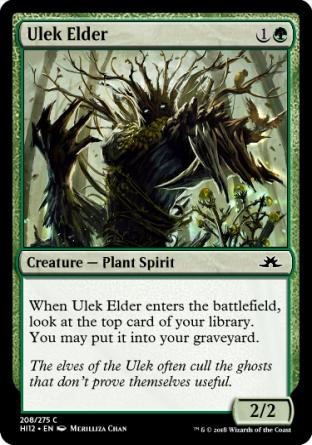 Ulek Elder 1
Creature — Plant Spirit
When Ulek Elder enters the battlefield,
look at the top card of your library.
You may put it into your graveyard.
The elves of the Ulek often cull the ghosts
that don't prove themselves useful.
2/2
208/275 C
HI12 • EN MERILLIZA CHAN
™ & © 2018 Wizards of the Coast